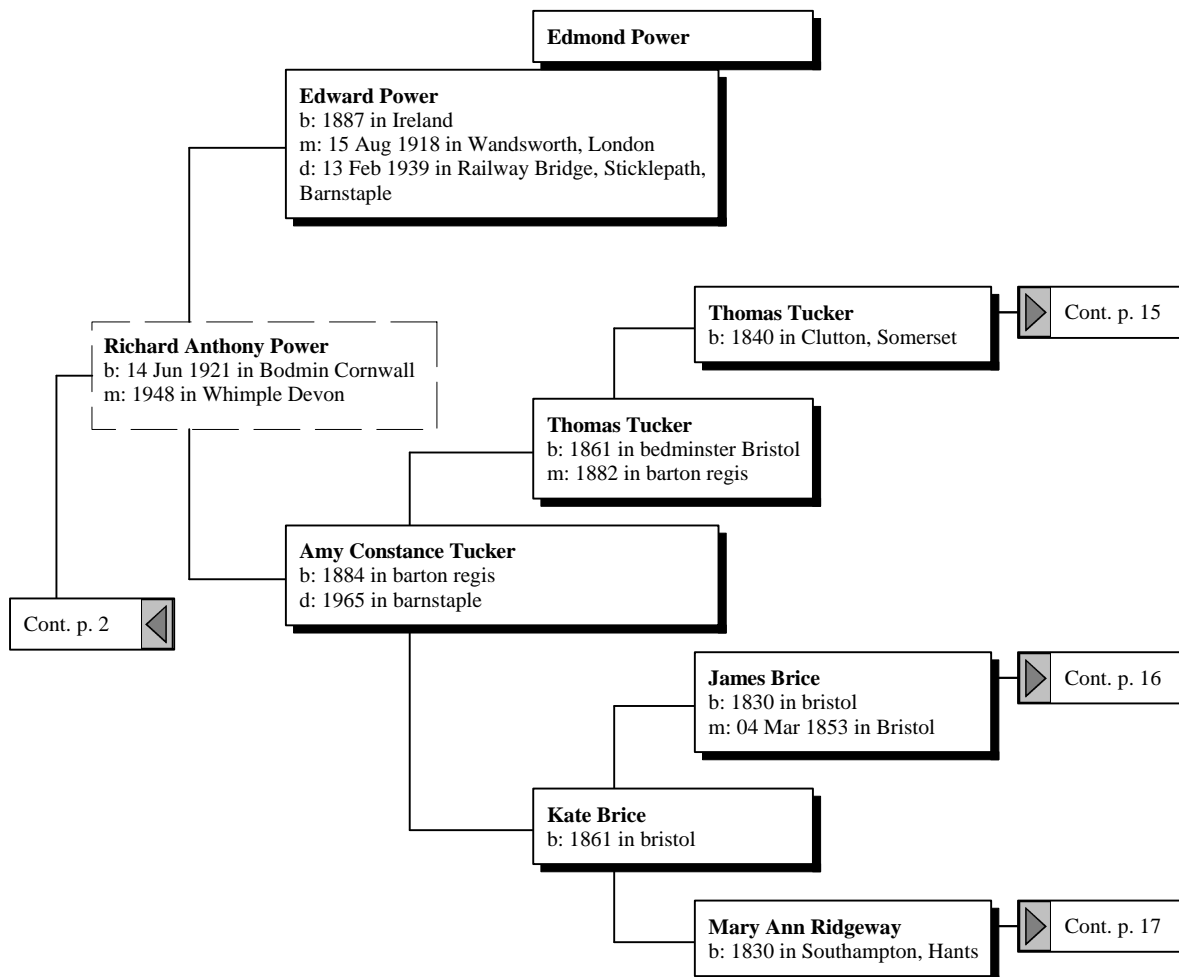 Edmond Power
Edward Power
b: 1887 in Ireland
m: 15 Aug 1918 in Wandsworth, London
d: 13 Feb 1939 in Railway Bridge, Sticklepath,
Barnstaple
Thomas Tucker
b: 1840 in Clutton, Somerset
Cont. p. 15
Richard Anthony Power
b: 14 Jun 1921 in Bodmin Cornwall
m: 1948 in Whimple Devon
Thomas Tucker
b: 1861 in bedminster Bristol
m: 1882 in barton regis
Amy Constance Tucker
b: 1884 in barton regis
d: 1965 in barnstaple
Cont. p. 2
James Brice
b: 1830 in bristol
m: 04 Mar 1853 in Bristol
Cont. p. 16
Kate Brice
b: 1861 in bristol
Mary Ann Ridgeway
b: 1830 in Southampton, Hants
Cont. p. 17